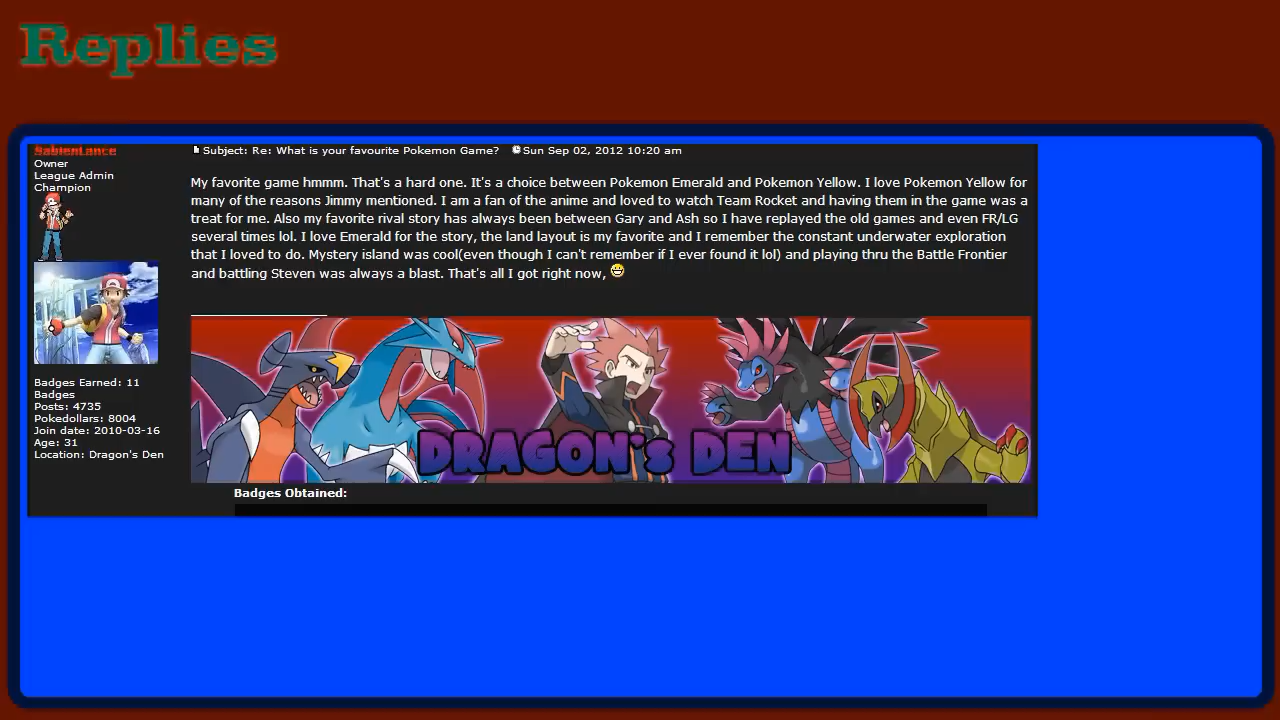 Replies
SabienLance
Owner
League Admin
Champion
Badges Earned: 11
Badges
Posts: 4735
Pokedollars: 8004
Join date: 2010-03-16
Age: 31
Location: Dragon's Den
Subject: Re: What is your favourite Pokemon Game? Sun Sep 02, 2012 10:20 am
My favorite game hmmm. That's a hard one. It's a choice between Pokemon Emerald and Pokemon Yellow. I love Pokemon Yellow for
many of the reasons Jimmy mentioned. I am a fan of the anime and loved to watch Team Rocket and having them in the game was a
treat for me. Also my favorite rival story has always been between Gary and Ash so I have replayed the old games and even FR/LG
several times lol. I love Emerald for the story, the land layout is my favorite and I remember the constant underwater exploration
that I loved to do. Mystery island was cool(even though I can't remember if I ever found it lol) and playing thru the Battle Frontier
and battling Steven was always a blast. That's all I got right now,
DRAGON's DEN
Badges Obtained: